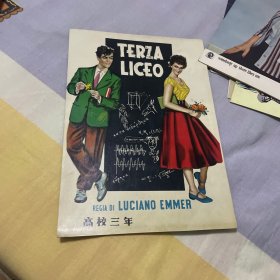 TERZA
LICEO
REGIA DI LUCIANO EMMER
高校三年